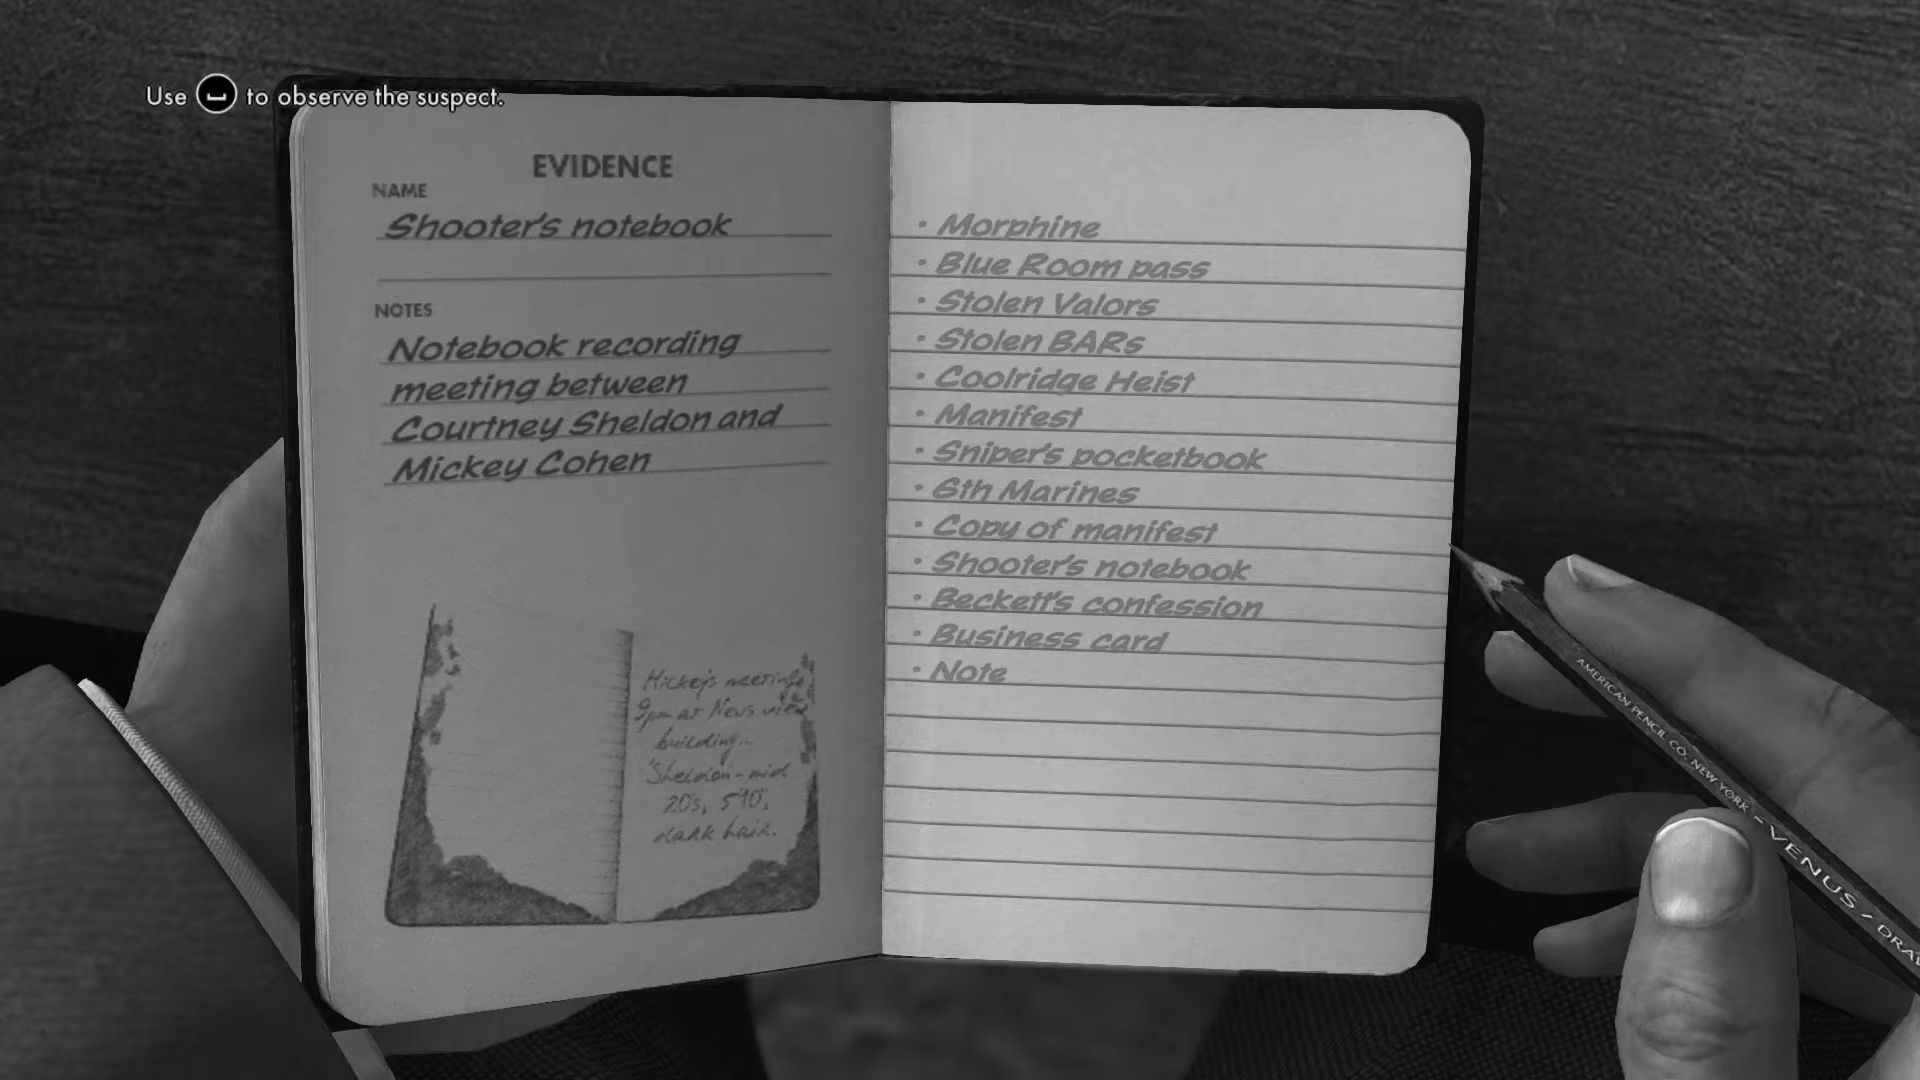 Use to observe the suspect.
EVIDENCE
NAME
Shooter's notebook
NOTES
Notebook recording
meeting between
Courtney Sheldon and
Mickey Cohen
Mickey's meeting
9pm at News view
building...
'Sheldon' - mid
20's, 5'10",
dark hair.
• Morphine
• Blue Room pass
• Stolen Valors
• Stolen BARs
• Coolridge Heist
• Manifest
• Sniper's pocketbook
• 6th Marines
• Copy of manifest
• Shooter's notebook
• Beckett's confession
• Business card
• Note
AMERICAN PENCIL CO. NEW YORK - VENUS / DRA